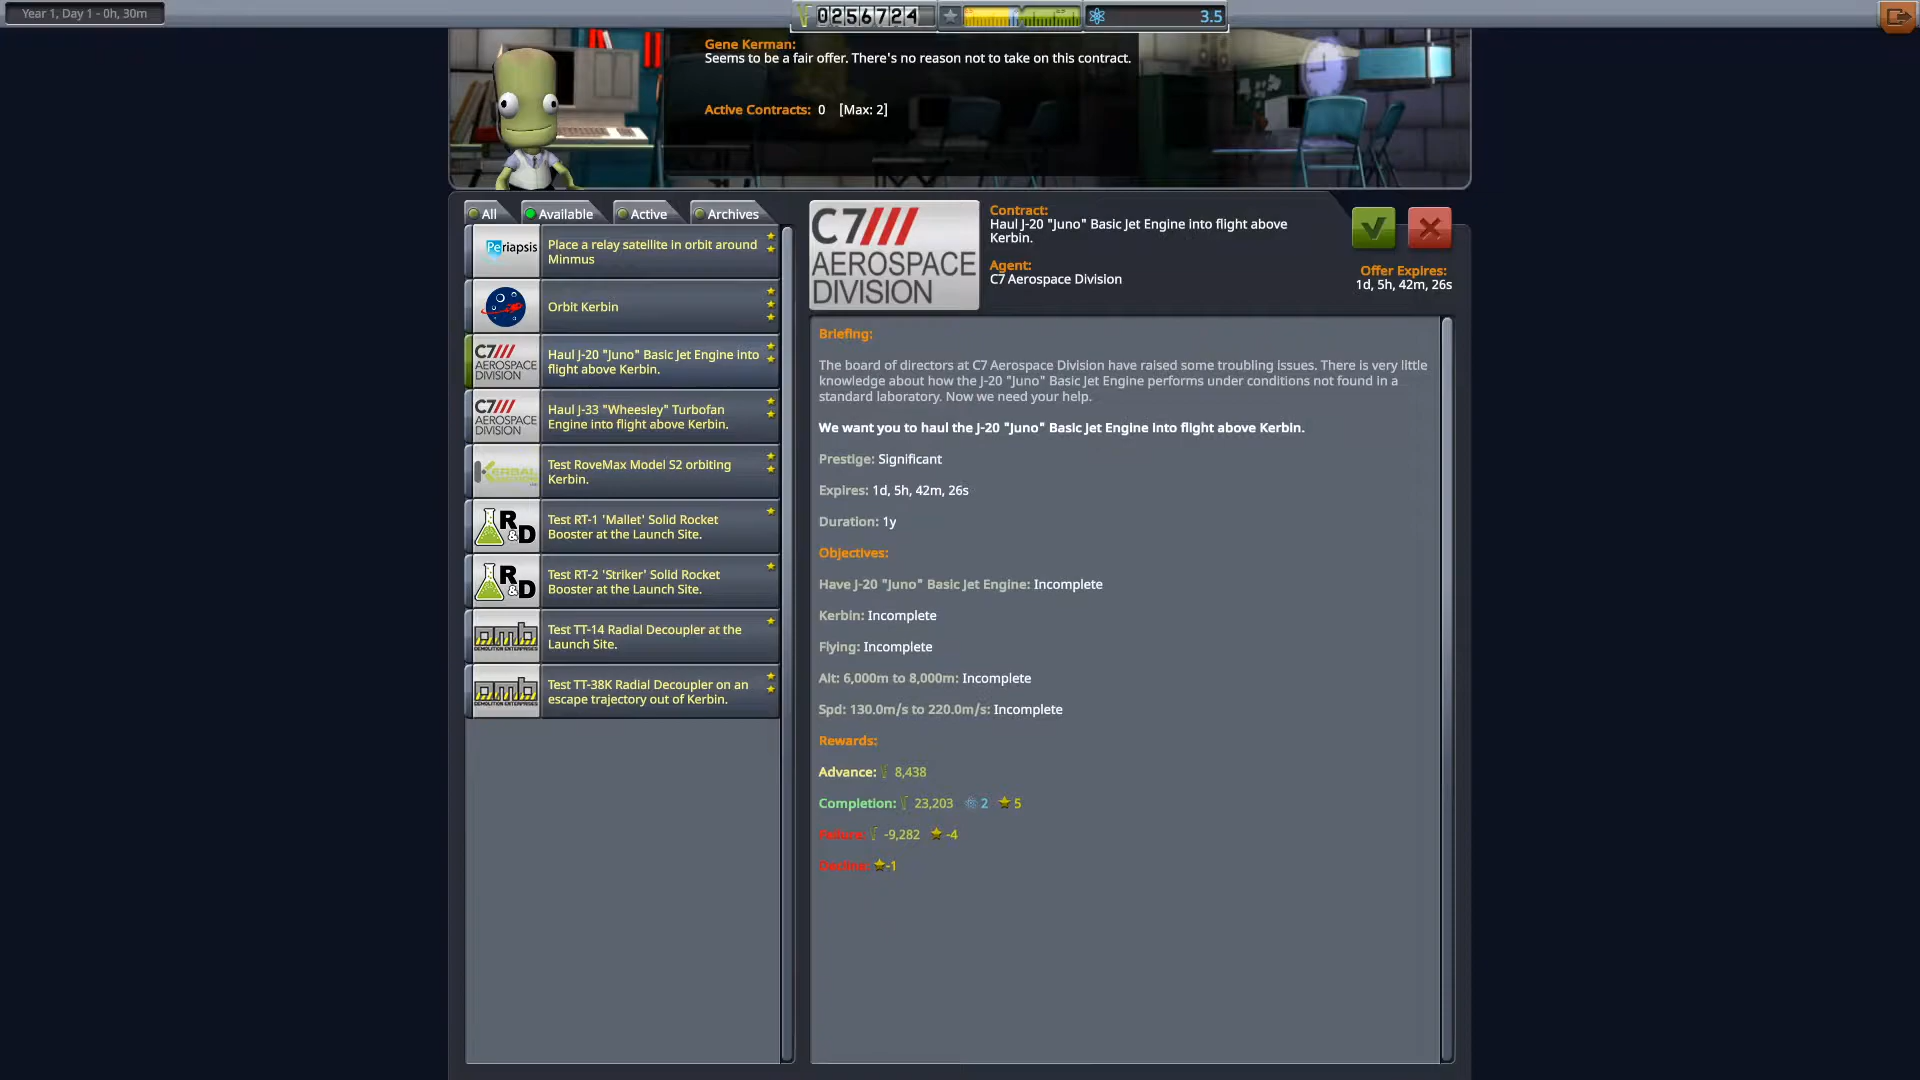 Year 1, Day 1 - 0h, 30m
0256724
3.5
Gene Kerman:
Seems to be a fair offer. There's no reason not to take on this contract.
Active Contracts: 0 [Max: 2]
All
Available
Active
Archives
Periapsis
Place a relay satellite in orbit around
Minmus
Orbit Kerbin
C7
AEROSPACE
DIVISION
Haul J-20 "Juno" Basic Jet Engine into
flight above Kerbin.
C7
AEROSPACE
DIVISION
Haul J-33 "Wheesley" Turbofan
Engine into flight above Kerbin.
KERBAL
Test RoveMax Model S2 orbiting
Kerbin.
R&D
Test RT-1 'Mallet' Solid Rocket
Booster at the Launch Site.
R&D
Test RT-2 'Striker' Solid Rocket
Booster at the Launch Site.
omb
DEMOLITION ENTERPRISES
Test TT-14 Radial Decoupler at the
Launch Site.
omb
DEMOLITION ENTERPRISES
Test TT-38K Radial Decoupler on an
escape trajectory out of Kerbin.
C7
AEROSPACE
DIVISION
Contract:
Haul J-20 "Juno" Basic Jet Engine into flight above
Kerbin.
Agent:
C7 Aerospace Division
Offer Expires:
1d, 5h, 42m, 26s
Briefing:
The board of directors at C7 Aerospace Division have raised some troubling issues. There is very little
knowledge about how the J-20 "Juno" Basic Jet Engine performs under conditions not found in a
standard laboratory. Now we need your help.
We want you to haul the J-20 "Juno" Basic Jet Engine into flight above Kerbin.
Prestige: Significant
Expires: 1d, 5h, 42m, 26s
Duration: 1y
Objectives:
Have J-20 "Juno" Basic Jet Engine: Incomplete
Kerbin: Incomplete
Flying: Incomplete
Alt: 6,000m to 8,000m: Incomplete
Spd: 130.0m/s to 220.0m/s: Incomplete
Rewards:
Advance: 8,438
Completion: 23,203 2 5
Failure: -9,282 -4
Decline: -1